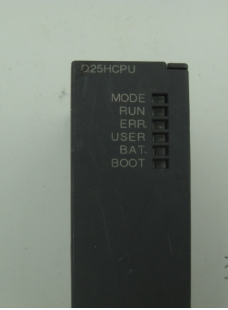 Q25HCPU
MODE
RUN
ERR.
USER
BAT.
BOOT